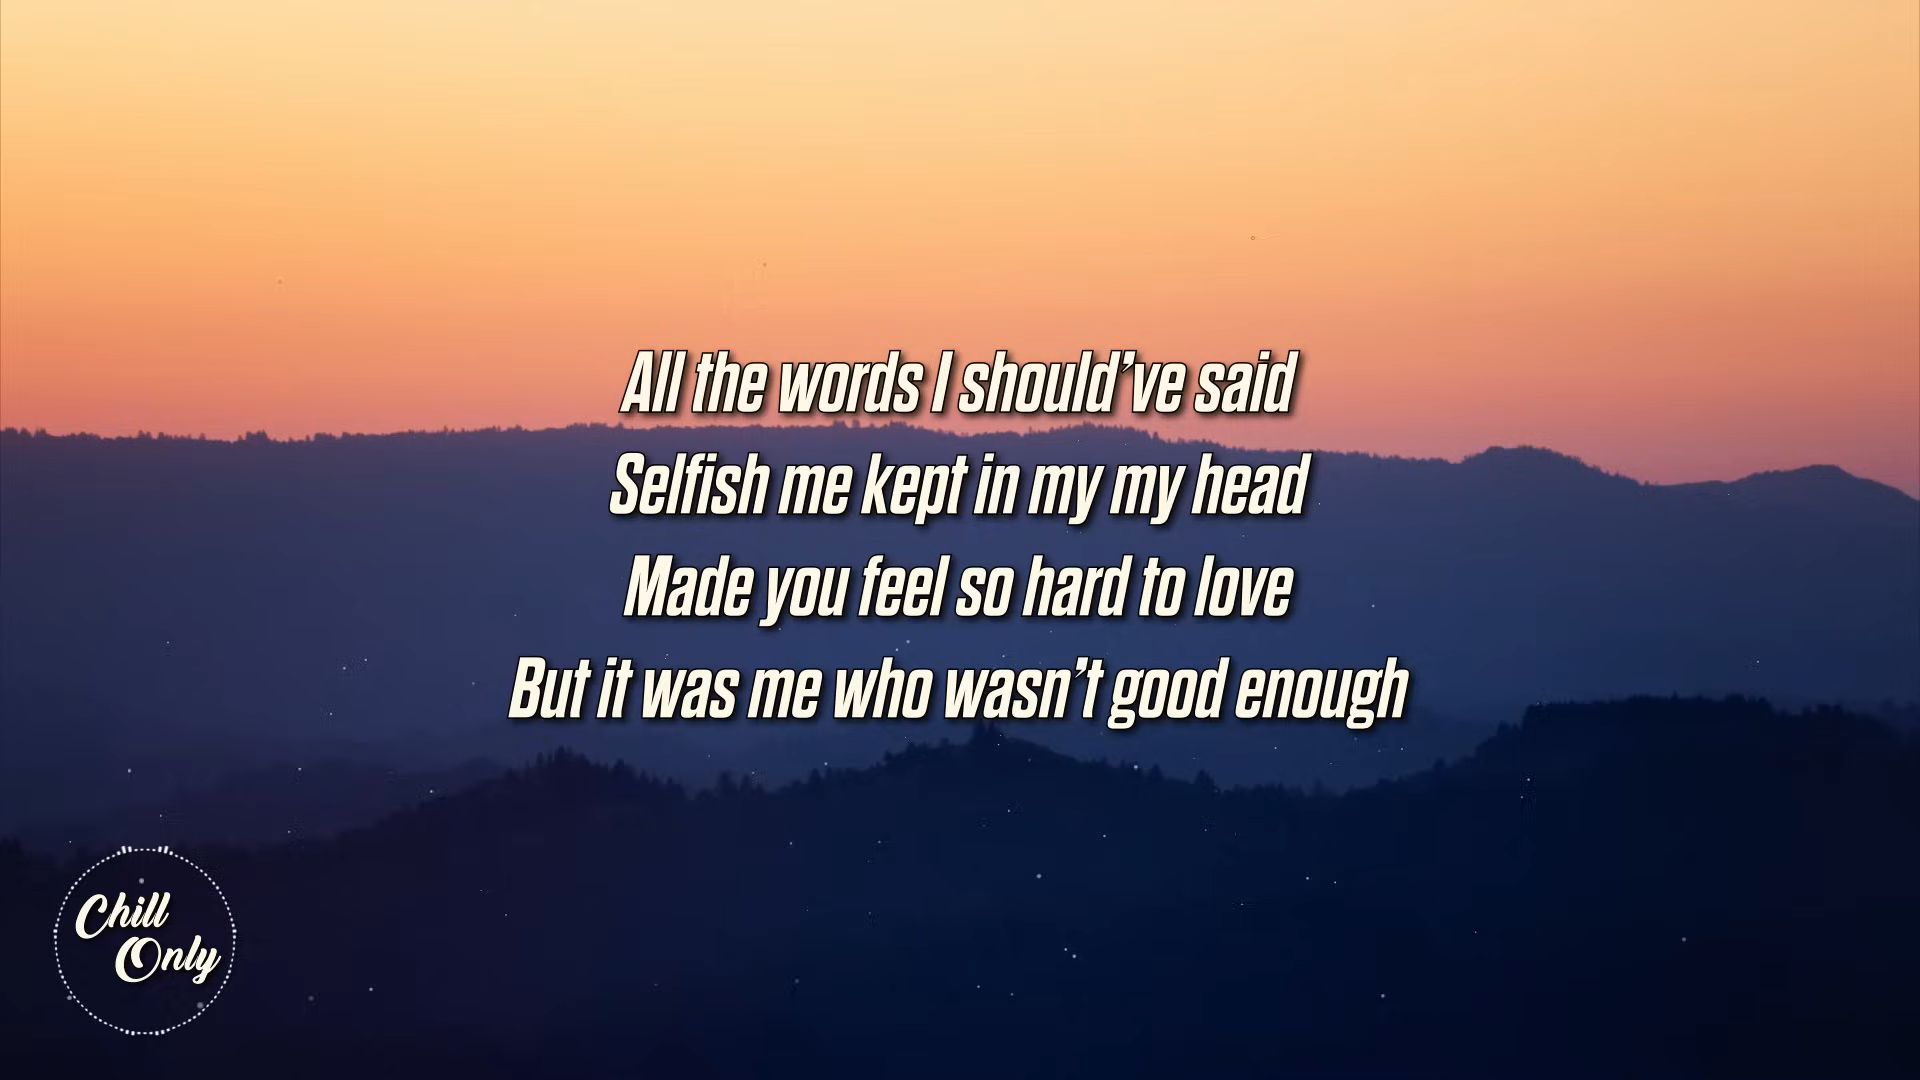 All the words I should've said
Selfish me kept in my my head
Made you feel so hard to love
But it was me who wasn't good enough
Chill
Only